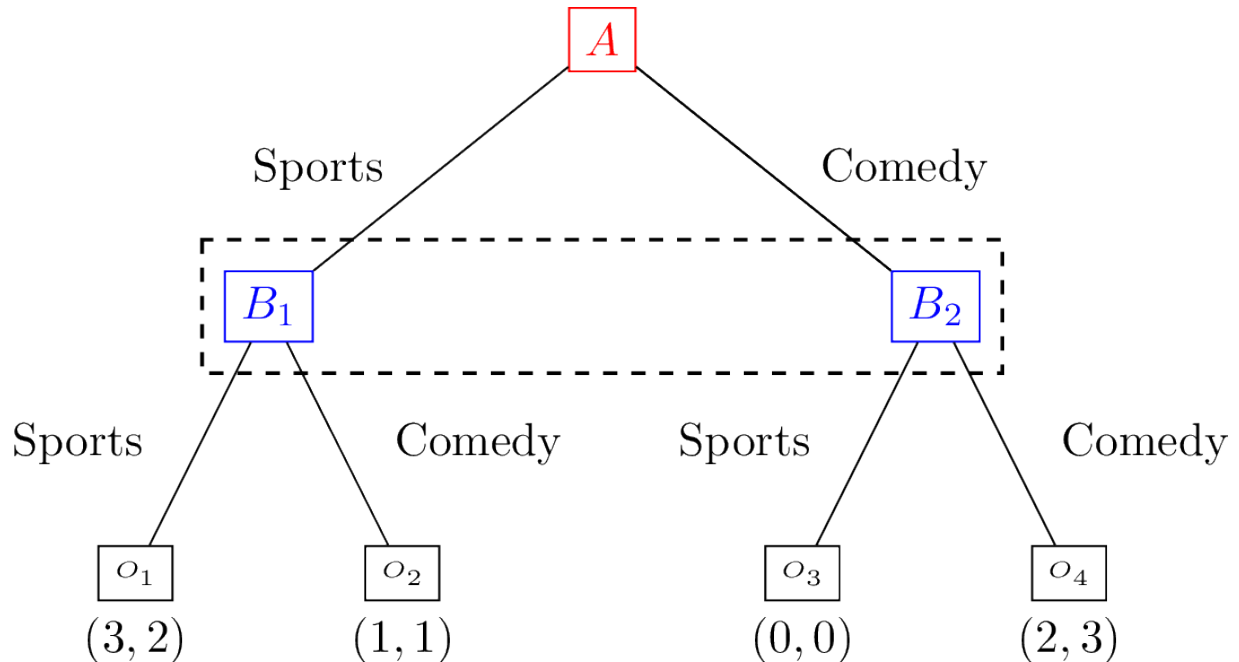 A
Sports Comedy
B₁ B₂
Sports Comedy Sports Comedy
o₁ o₂ o₃ o₄
(3, 2) (1, 1) (0, 0) (2, 3)